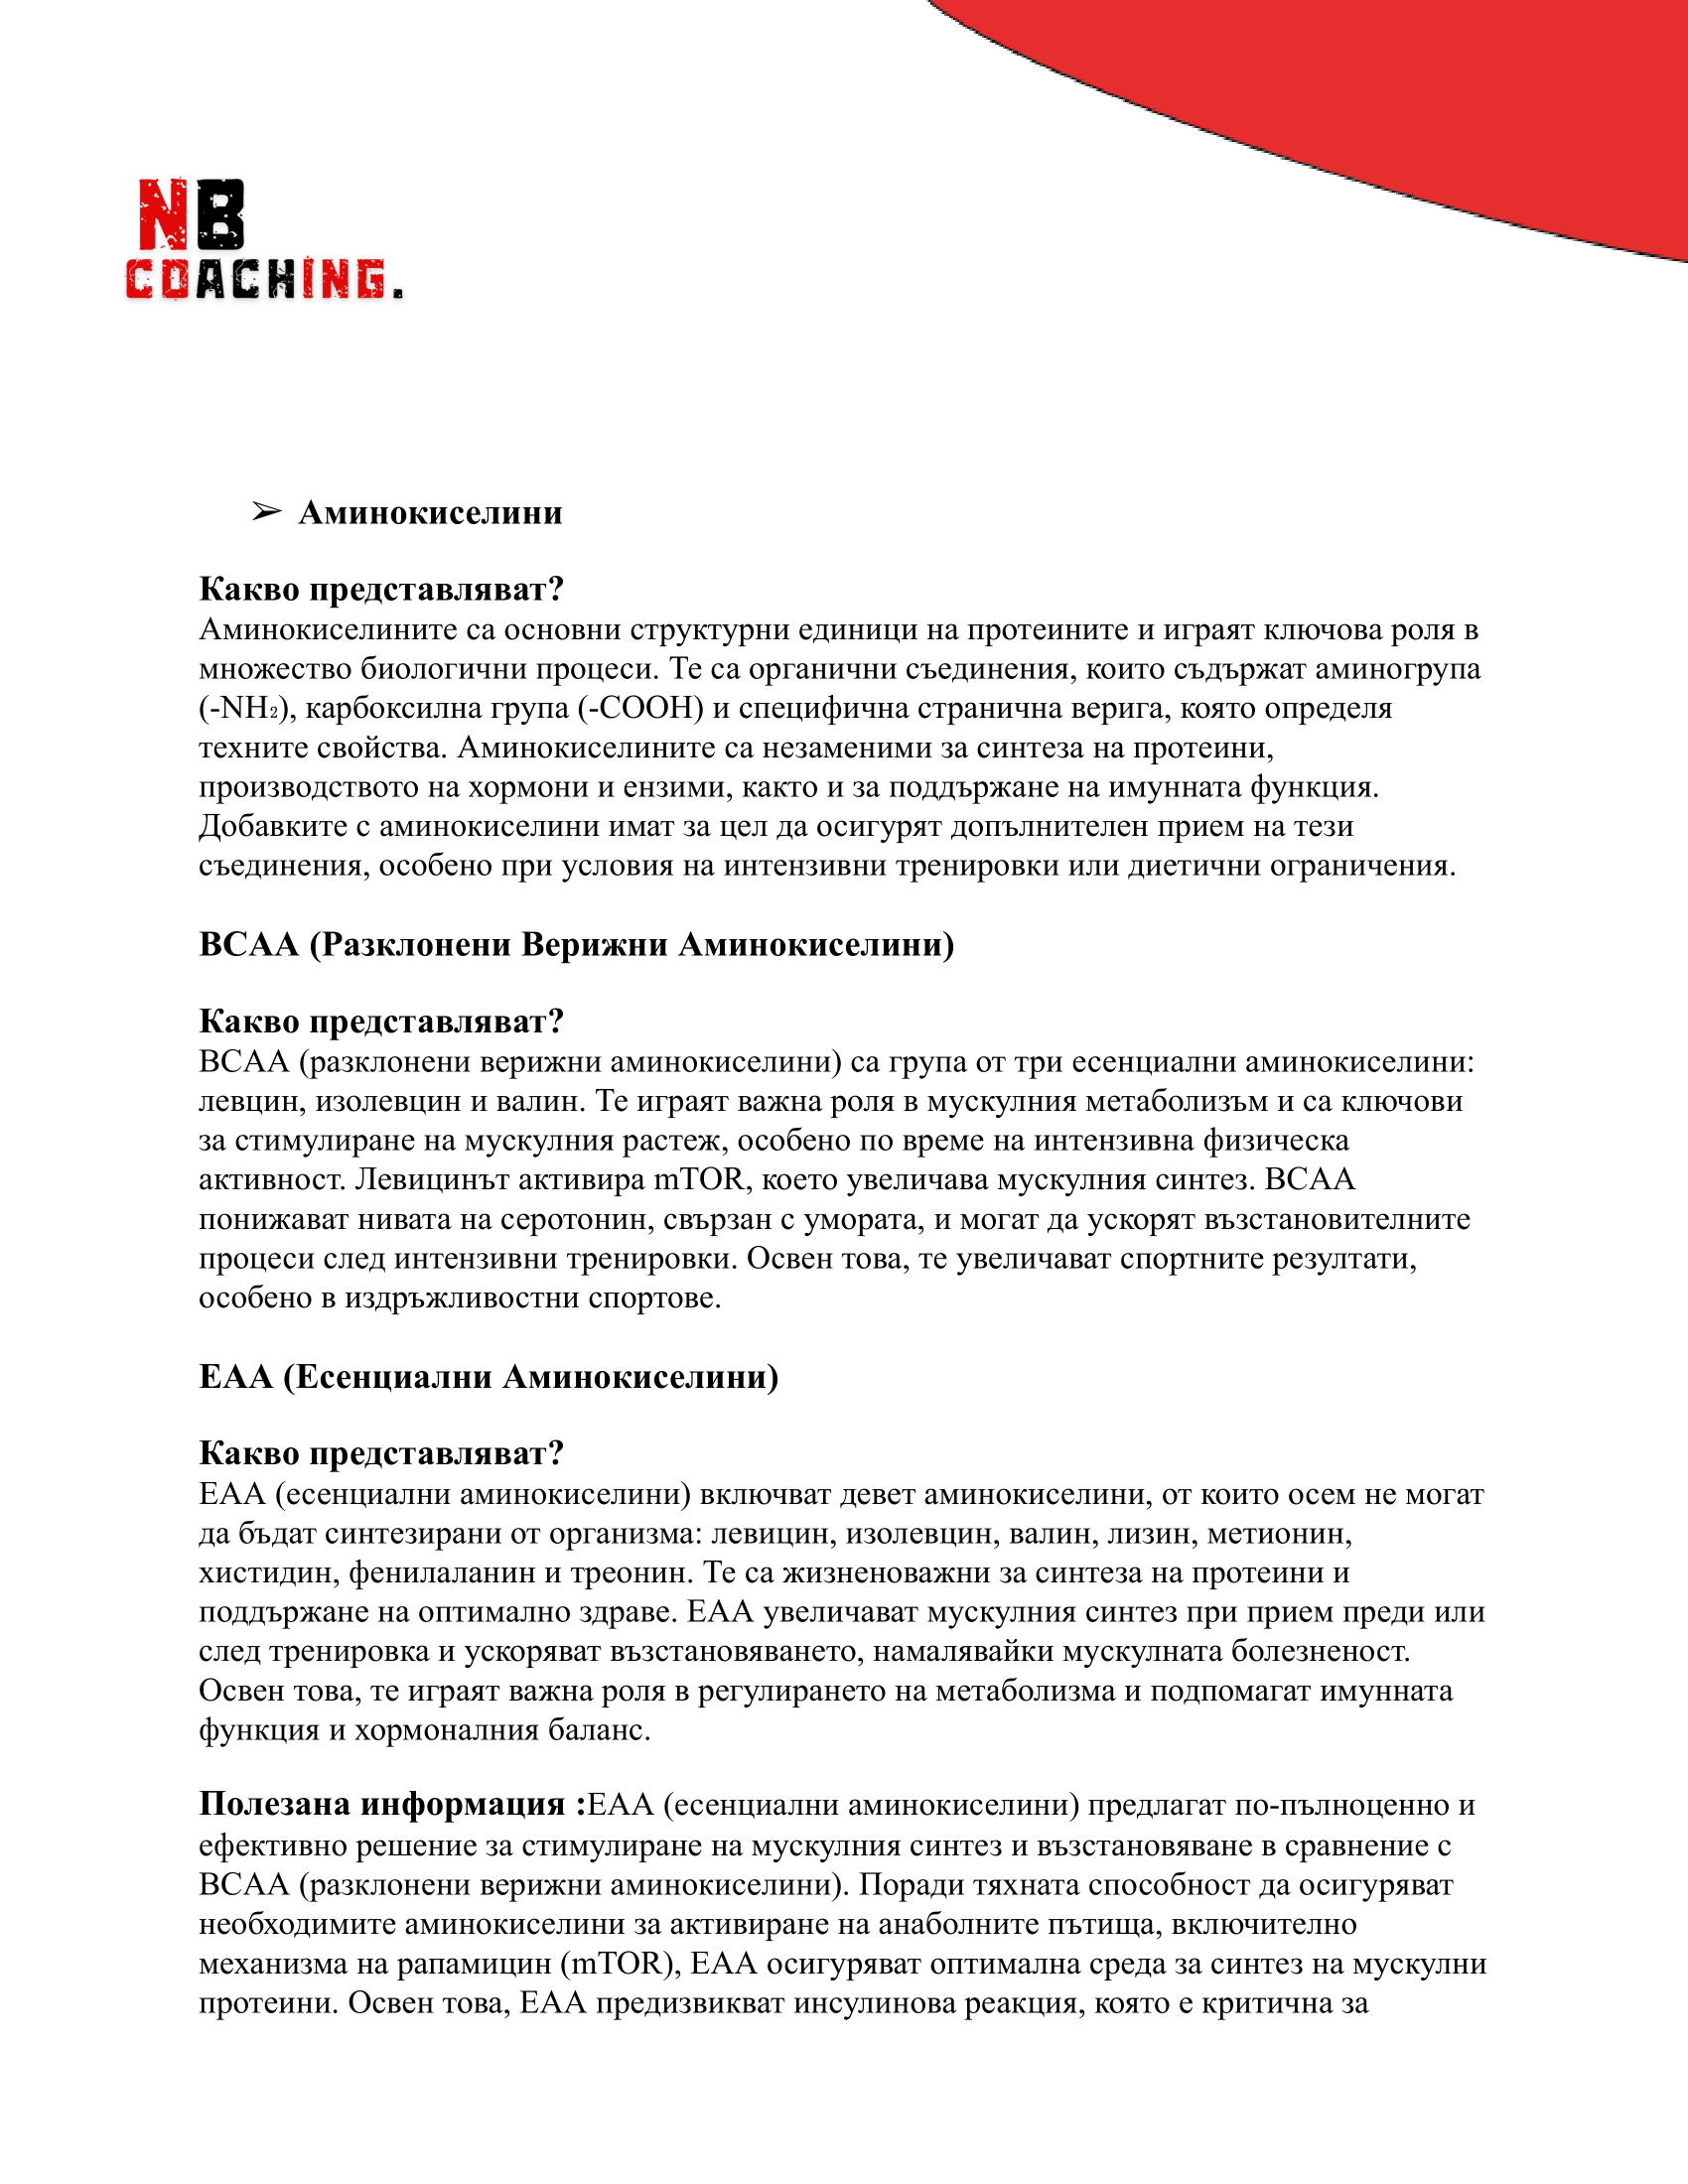 NB
COACHING.
➢ Аминокиселини
Какво представляват?
Аминокиселините са основни структурни единици на протеините и играят ключова роля в
множество биологични процеси. Те са органични съединения, които съдържат аминогрупа
(-NH₂), карбоксилна група (-COOH) и специфична странична верига, която определя
техните свойства. Аминокиселините са незаменими за синтеза на протеини,
производството на хормони и ензими, както и за поддържане на имунната функция.
Добавките с аминокиселини имат за цел да осигурят допълнителен прием на тези
съединения, особено при условия на интензивни тренировки или диетични ограничения.
BCAA (Разклонени Верижни Аминокиселини)
Какво представляват?
BCAA (разклонени верижни аминокиселини) са група от три есенциални аминокиселини:
левцин, изолевцин и валин. Те играят важна роля в мускулния метаболизъм и са ключови
за стимулиране на мускулния растеж, особено по време на интензивна физическа
активност. Левицинът активира mTOR, което увеличава мускулния синтез. BCAA
понижават нивата на серотонин, свързан с умората, и могат да ускорят възстановителните
процеси след интензивни тренировки. Освен това, те увеличават спортните резултати,
особено в издръжливостни спортове.
EAA (Есенциални Аминокиселини)
Какво представляват?
EAA (есенциални аминокиселини) включват девет аминокиселини, от които осем не могат
да бъдат синтезирани от организма: левицин, изолевцин, валин, лизин, метионин,
хистидин, фенилаланин и треонин. Те са жизненоважни за синтеза на протеини и
поддържане на оптимално здраве. EAA увеличават мускулния синтез при прием преди или
след тренировка и ускоряват възстановяването, намалявайки мускулната болезненост.
Освен това, те играят важна роля в регулирането на метаболизма и подпомагат имунната
функция и хормоналния баланс.
Полезана информация :EAA (есенциални аминокиселини) предлагат по-пълноценно и
ефективно решение за стимулиране на мускулния синтез и възстановяване в сравнение с
BCAA (разклонени верижни аминокиселини). Поради тяхната способност да осигуряват
необходимите аминокиселини за активиране на анаболните пътища, включително
механизма на рапамицин (mTOR), EAA осигуряват оптимална среда за синтез на мускулни
протеини. Освен това, EAA предизвикват инсулинова реакция, която е критична за